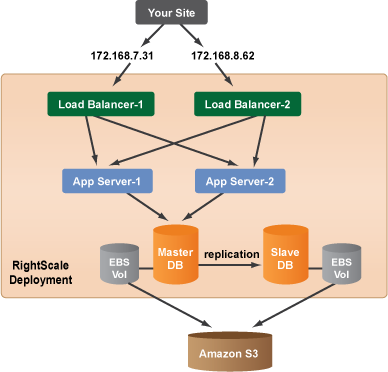 Your Site
172.168.7.31
172.168.8.62
Load Balancer-1
Load Balancer-2
App Server-1
App Server-2
Master
DB
replication
Slave
DB
EBS
Vol
EBS
Vol
RightScale
Deployment
Amazon S3